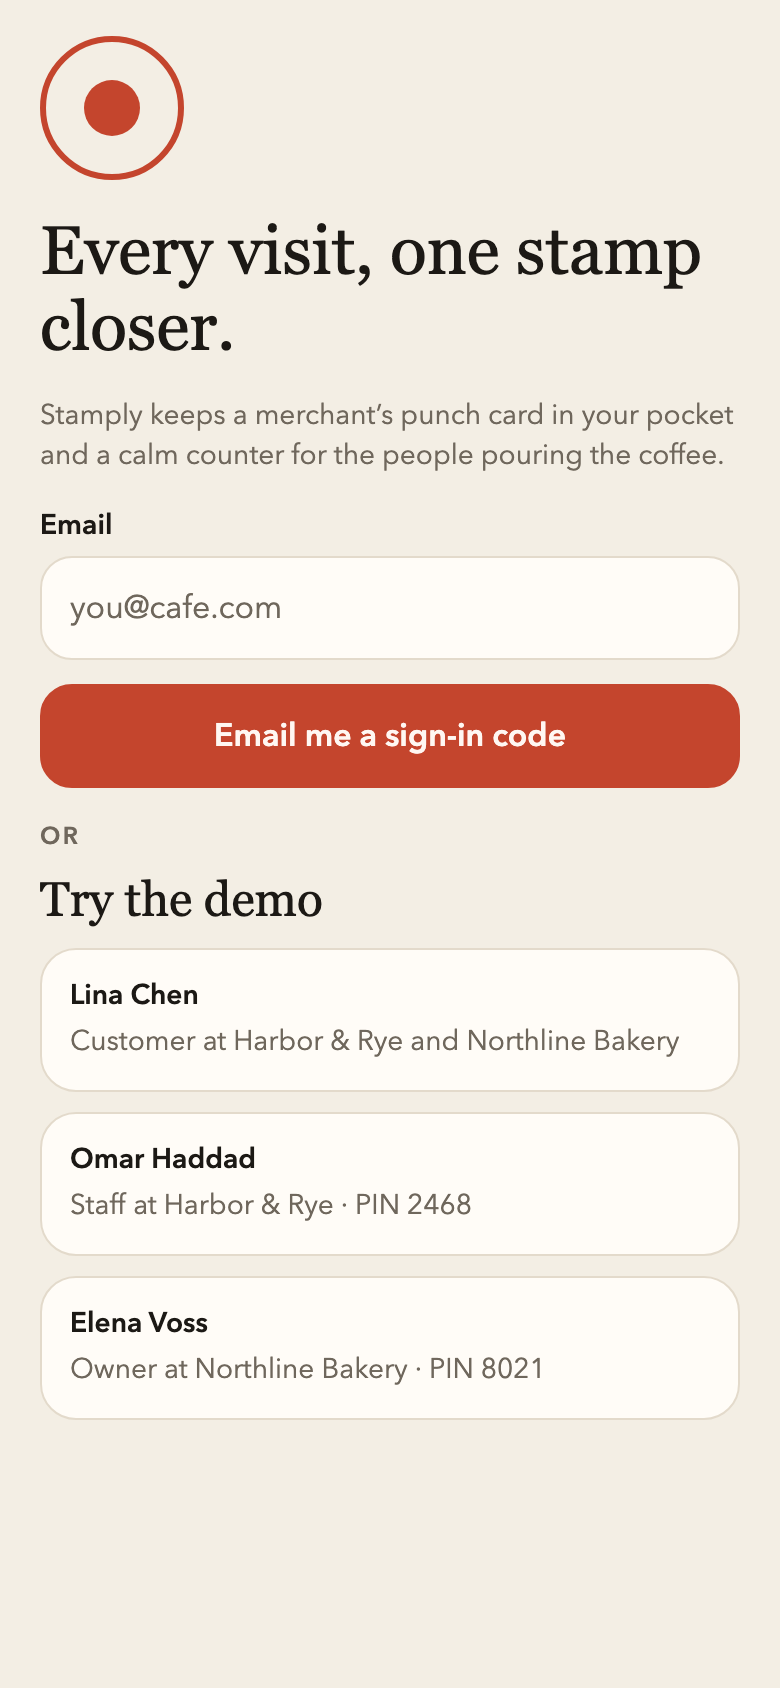 Every visit, one stamp
closer.
Stamply keeps a merchant’s punch card in your pocket
and a calm counter for the people pouring the coffee.
Email
you@cafe.com
Email me a sign-in code
OR
Try the demo
Lina Chen
Customer at Harbor & Rye and Northline Bakery
Omar Haddad
Staff at Harbor & Rye · PIN 2468
Elena Voss
Owner at Northline Bakery · PIN 8021